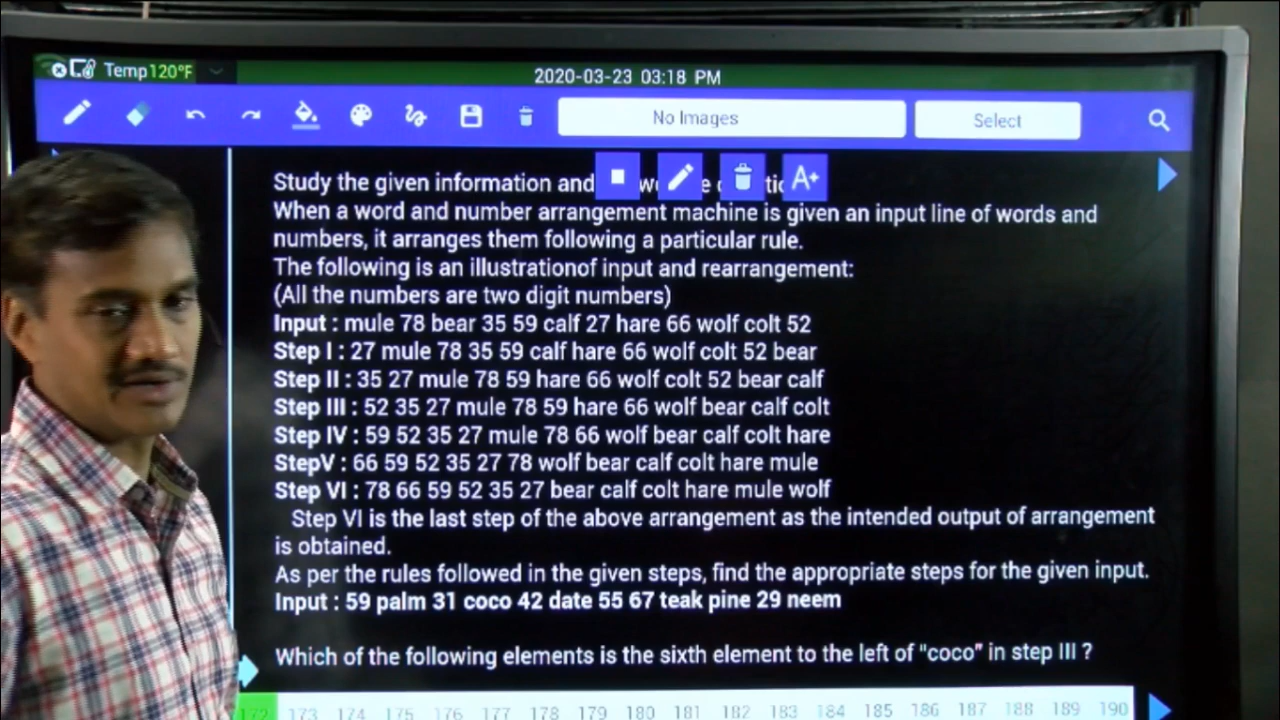 Temp 120°F
2020-03-23 03:18 PM
No Images
Select
A+
Study the given information and
When a word and number arrangement machine is given an input line of words and
numbers, it arranges them following a particular rule.
The following is an illustrationof input and rearrangement:
(All the numbers are two digit numbers)
Input : mule 78 bear 35 59 calf 27 hare 66 wolf colt 52
Step I : 27 mule 78 35 59 calf hare 66 wolf colt 52 bear
Step II : 35 27 mule 78 59 hare 66 wolf colt 52 bear calf
Step III : 52 35 27 mule 78 59 hare 66 wolf bear calf colt
Step IV : 59 52 35 27 mule 78 66 wolf bear calf colt hare
StepV : 66 59 52 35 27 78 wolf bear calf colt hare mule
Step VI : 78 66 59 52 35 27 bear calf colt hare mule wolf
Step VI is the last step of the above arrangement as the intended output of arrangement
is obtained.
As per the rules followed in the given steps, find the appropriate steps for the given input.
Input : 59 palm 31 coco 42 date 55 67 teak pine 29 neem
Which of the following elements is the sixth element to the left of "coco" in step III ?
172 173 174 175 176 177 178 179 180 181 182 183 184 185 186 187 188 189 190